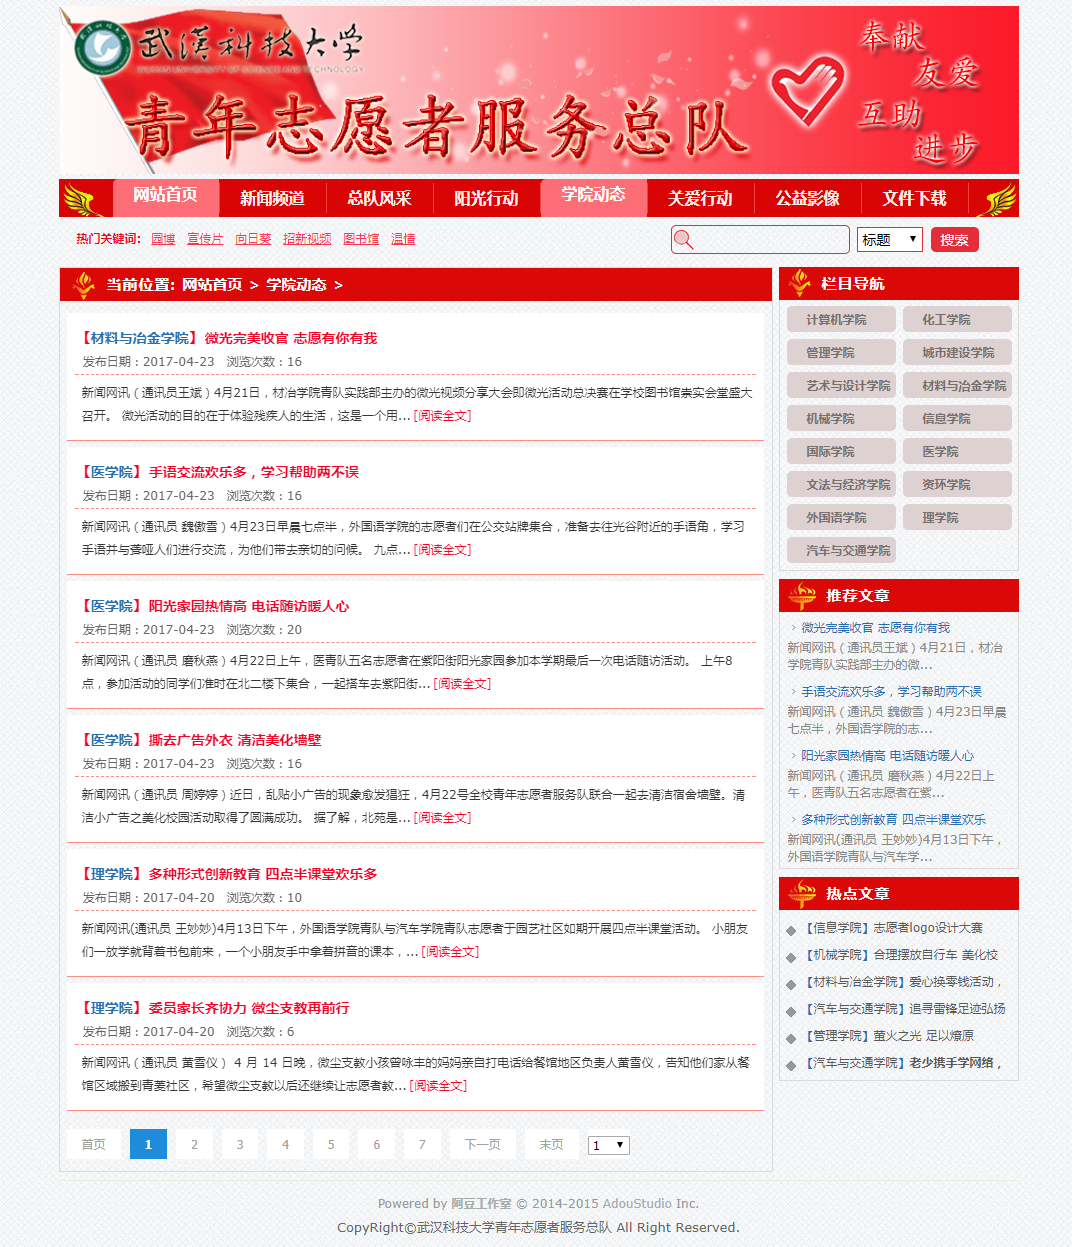 武漢科技大学
WUHAN UNIVERSITY OF SCIENCE AND TECHNOLOGY
青年志愿者服务总队
奉献
友爱
互助
进步
网站首页 新闻频道 总队风采 阳光行动 学院动态 关爱行动 公益影像 文件下载
热门关键词： 园博 宣传片 向日葵 招新视频 图书馆 温情
标题 搜索
当前位置: 网站首页 > 学院动态 >
【材料与冶金学院】 微光完美收官 志愿有你有我
发布日期：2017-04-23 浏览次数：16
新闻网讯（通讯员王斌）4月21日，材冶学院青队实践部主办的微光视频分享大会即微光活动总决赛在学校图书馆崇实会堂盛大
召开。 微光活动的目的在于体验残疾人的生活，这是一个用... [阅读全文]
【医学院】 手语交流欢乐多，学习帮助两不误
发布日期：2017-04-23 浏览次数：16
新闻网讯（通讯员 魏傲雪）4月23日早晨七点半，外国语学院的志愿者们在公交站牌集合，准备去往光谷附近的手语角，学习
手语并与聋哑人们进行交流，为他们带去亲切的问候。 九点... [阅读全文]
【医学院】 阳光家园热情高 电话随访暖人心
发布日期：2017-04-23 浏览次数：20
新闻网讯（通讯员 磨秋燕）4月22日上午，医青队五名志愿者在紫阳街阳光家园参加本学期最后一次电话随访活动。 上午8
点，参加活动的同学们准时在北二楼下集合，一起搭车去紫阳街... [阅读全文]
【医学院】 撕去广告外衣 清洁美化墙壁
发布日期：2017-04-23 浏览次数：16
新闻网讯（通讯员 周婷婷）近日，乱贴小广告的现象愈发猖狂，4月22号全校青年志愿者服务队联合一起去清洁宿舍墙壁。清
洁小广告之美化校园活动取得了圆满成功。 据了解，北苑是... [阅读全文]
【理学院】 多种形式创新教育 四点半课堂欢乐多
发布日期：2017-04-20 浏览次数：10
新闻网讯(通讯员 王妙妙)4月13日下午，外国语学院青队与汽车学院青队志愿者于园艺社区如期开展四点半课堂活动。 小朋友
们一放学就背着书包前来，一个小朋友手中拿着拼音的课本，... [阅读全文]
【理学院】 委员家长齐协力 微尘支教再前行
发布日期：2017-04-20 浏览次数：6
新闻网讯（通讯员 黄雪仪） 4 月 14 日晚，微尘支教小孩曾咏丰的妈妈亲自打电话给餐馆地区负责人黄雪仪，告知他们家从餐
馆区域搬到青菱社区，希望微尘支教以后还继续让志愿者教... [阅读全文]
首页 1 2 3 4 5 6 7 下一页 末页 1
栏目导航
计算机学院 化工学院
管理学院 城市建设学院
艺术与设计学院 材料与冶金学院
机械学院 信息学院
国际学院 医学院
文法与经济学院 资环学院
外国语学院 理学院
汽车与交通学院
推荐文章
微光完美收官 志愿有你有我
新闻网讯（通讯员王斌）4月21日，材冶
学院青队实践部主办的微...
手语交流欢乐多，学习帮助两不误
新闻网讯（通讯员 魏傲雪）4月23日早晨
七点半，外国语学院的志...
阳光家园热情高 电话随访暖人心
新闻网讯（通讯员 磨秋燕）4月22日上
午，医青队五名志愿者在紫...
多种形式创新教育 四点半课堂欢乐
新闻网讯(通讯员 王妙妙)4月13日下午，
外国语学院青队与汽车学...
热点文章
【信息学院】志愿者logo设计大赛
【机械学院】合理摆放自行车 美化校
【材料与冶金学院】爱心换零钱活动，
【汽车与交通学院】追寻雷锋足迹弘扬
【管理学院】萤火之光 足以燎原
【汽车与交通学院】老少携手学网络，
Powered by 阿豆工作室 © 2014-2015 AdouStudio Inc.
CopyRight©武汉科技大学青年志愿者服务总队 All Right Reserved.